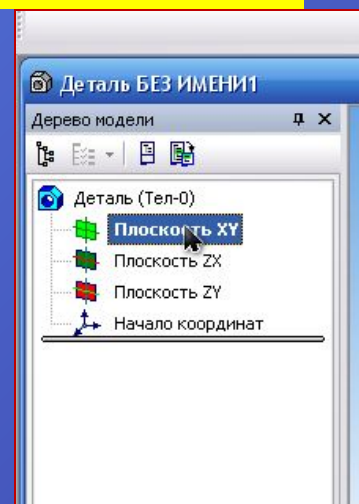 Деталь БЕЗ ИМЕНИ1
Дерево модели
Деталь (Тел-0)
Плоскость XY
Плоскость ZX
Плоскость ZY
Начало координат